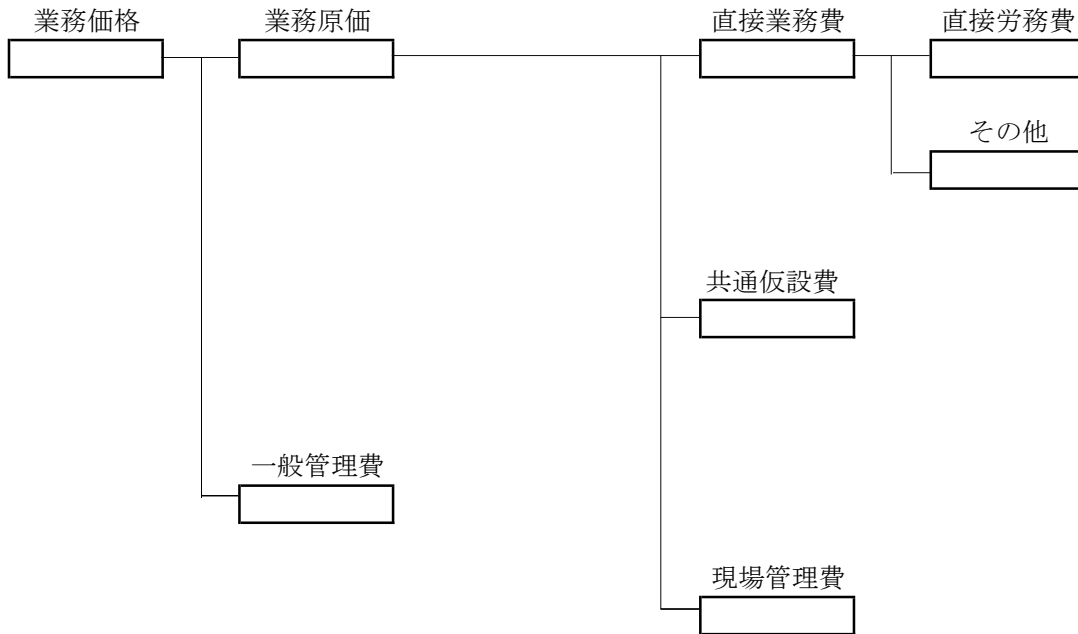 業務価格
業務原価
直接業務費
直接労務費
その他
共通仮設費
一般管理費
現場管理費